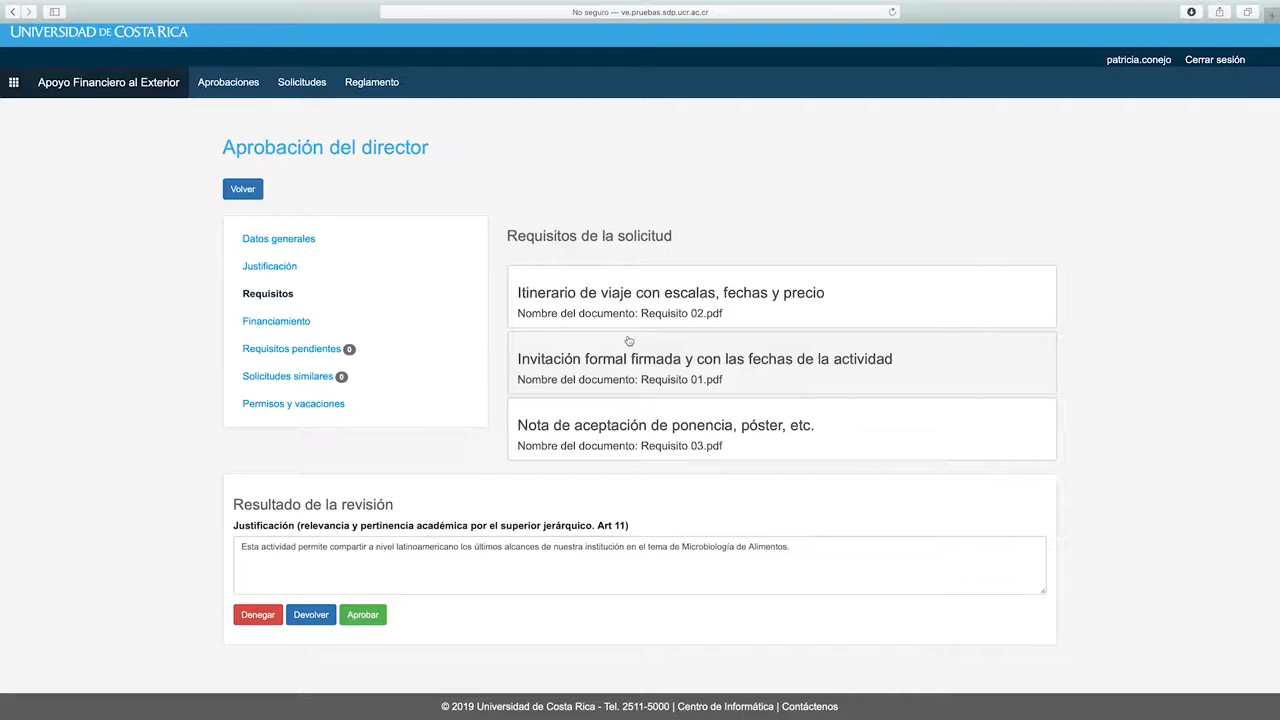 No seguro — ve.pruebas.sdp.ucr.ac.cr
UNIVERSIDAD DE COSTA RICA
patricia.conejo Cerrar sesión
Apoyo Financiero al Exterior Aprobaciones Solicitudes Reglamento
Aprobación del director
Volver
Datos generales
Justificación
Requisitos
Financiamiento
Requisitos pendientes 0
Solicitudes similares 0
Permisos y vacaciones
Requisitos de la solicitud
Itinerario de viaje con escalas, fechas y precio
Nombre del documento: Requisito 02.pdf
Invitación formal firmada y con las fechas de la actividad
Nombre del documento: Requisito 01.pdf
Nota de aceptación de ponencia, póster, etc.
Nombre del documento: Requisito 03.pdf
Resultado de la revisión
Justificación (relevancia y pertinencia académica por el superior jerárquico. Art 11)
Esta actividad permite compartir a nivel latinoamericano los últimos alcances de nuestra institución en el tema de Microbiología de Alimentos.
Denegar Devolver Aprobar
© 2019 Universidad de Costa Rica - Tel. 2511-5000 | Centro de Informática | Contáctenos